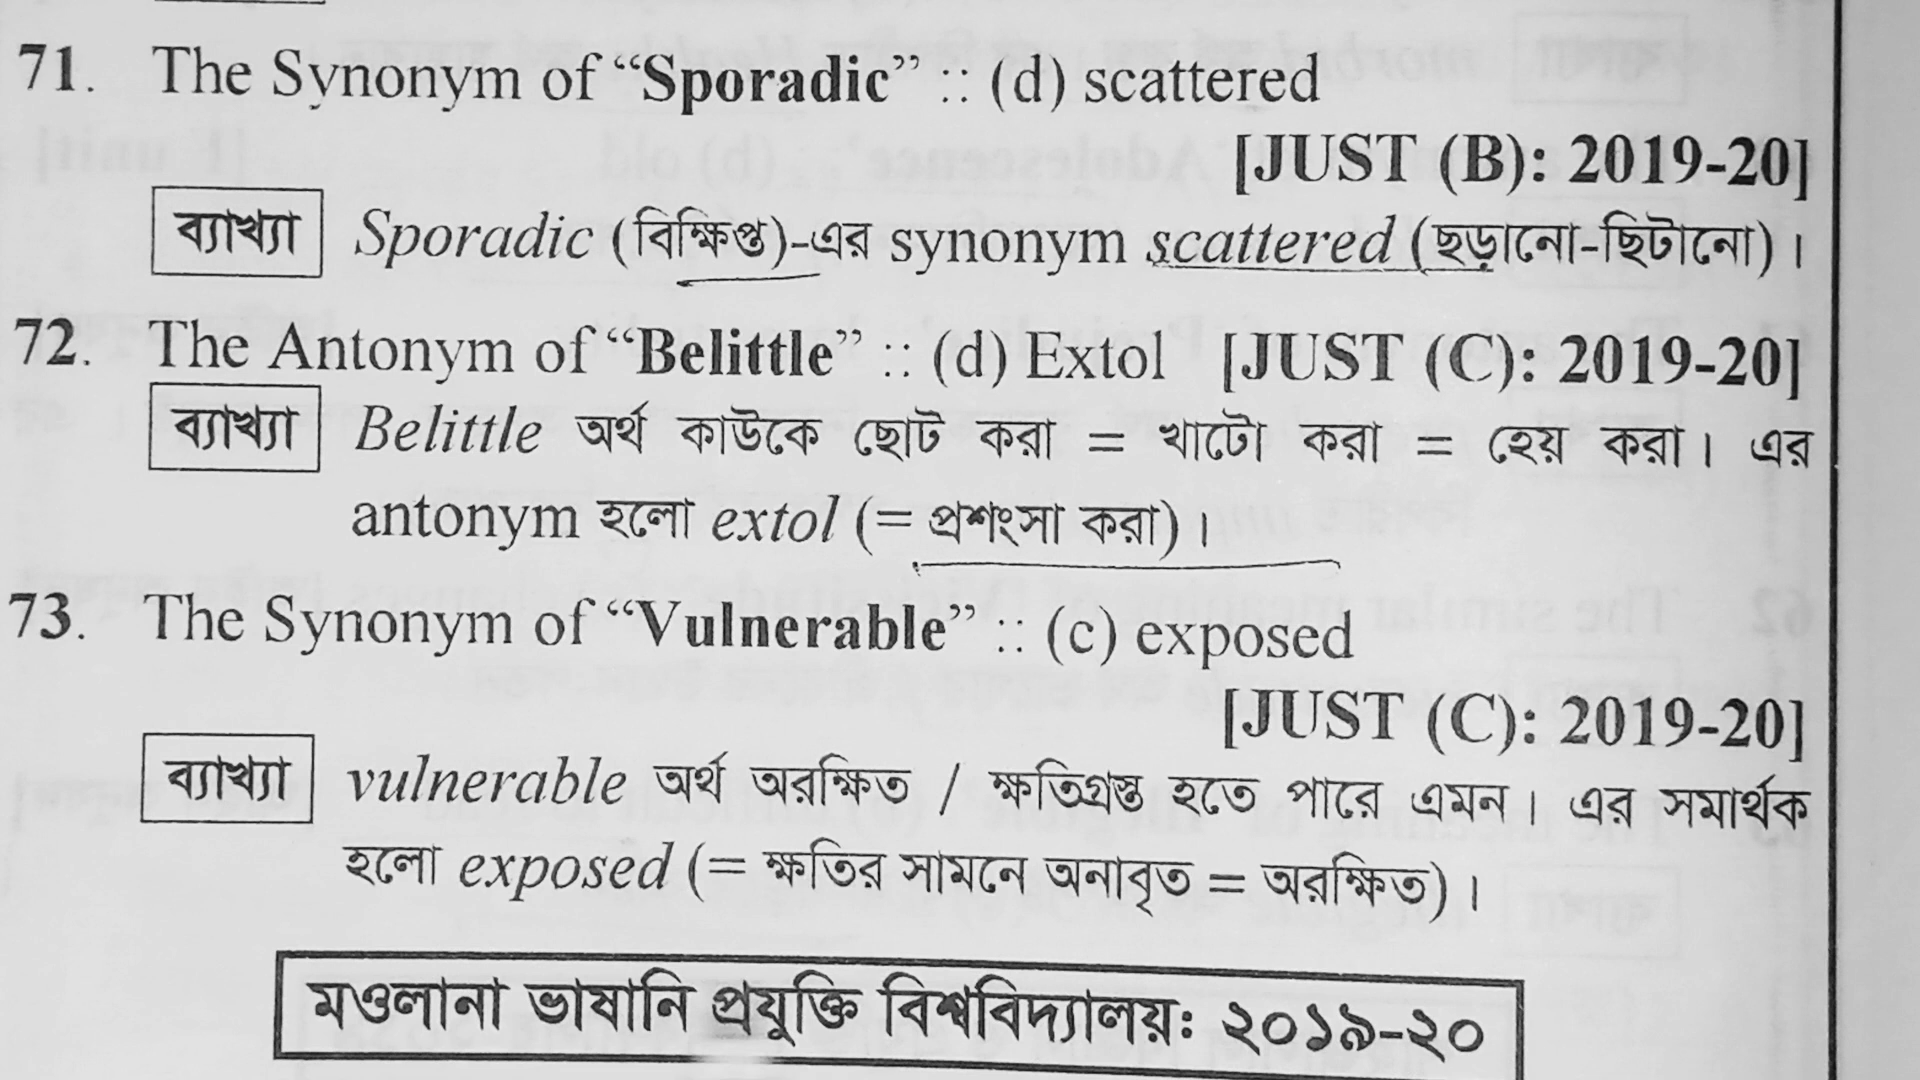 71. The Synonym of “Sporadic” :: (d) scattered
[JUST (B): 2019-20]
ব্যাখ্যা Sporadic (বিক্ষিপ্ত)-এর synonym scattered (ছড়ানো-ছিটানো)।
72. The Antonym of “Belittle” :: (d) Extol [JUST (C): 2019-20]
ব্যাখ্যা Belittle অর্থ কাউকে ছোট করা = খাটো করা = হেয় করা। এর
antonym হলো extol (= প্রশংসা করা)।
73. The Synonym of “Vulnerable” :: (c) exposed
[JUST (C): 2019-20]
ব্যাখ্যা vulnerable অর্থ অরক্ষিত / ক্ষতিগ্রস্ত হতে পারে এমন। এর সমার্থক
হলো exposed (= ক্ষতির সামনে অনাবৃত = অরক্ষিত)।
মওলানা ভাষানি প্রযুক্তি বিশ্ববিদ্যালয়ঃ ২০১৯-২০